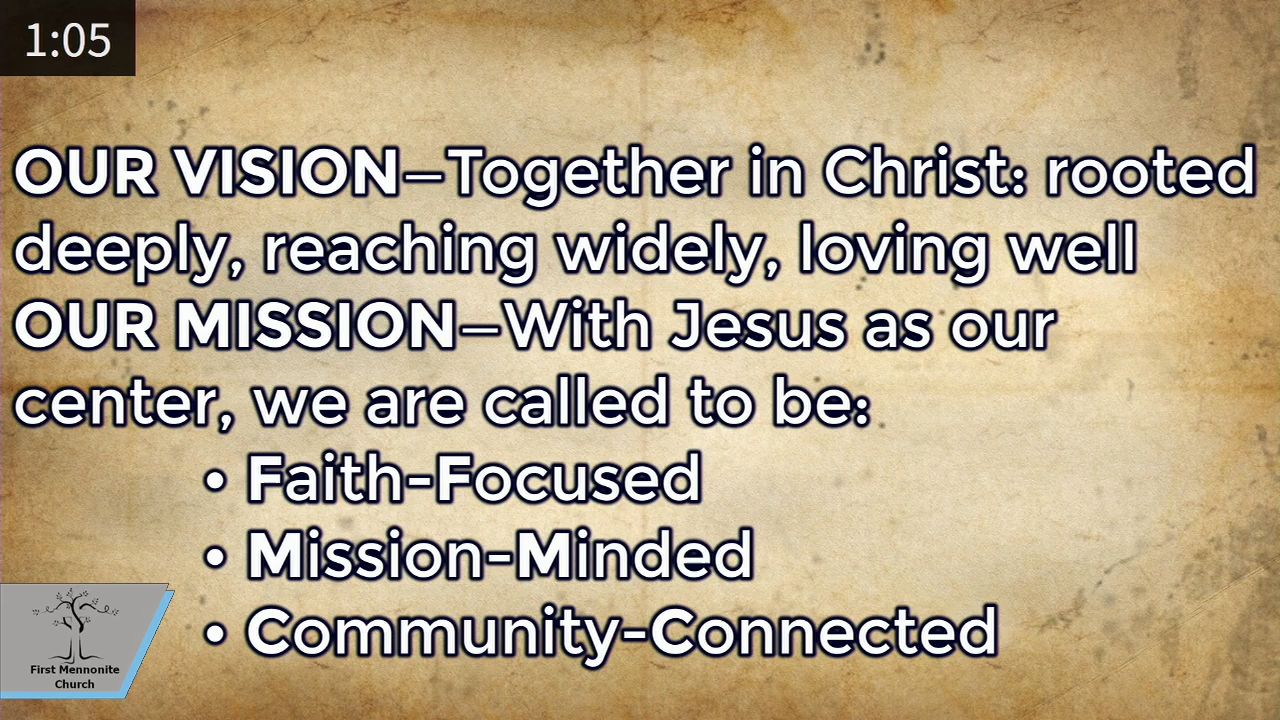 1:05
OUR VISION—Together in Christ: rooted
deeply, reaching widely, loving well
OUR MISSION—With Jesus as our
center, we are called to be:
• Faith-Focused
• Mission-Minded
• Community-Connected
First Mennonite
Church